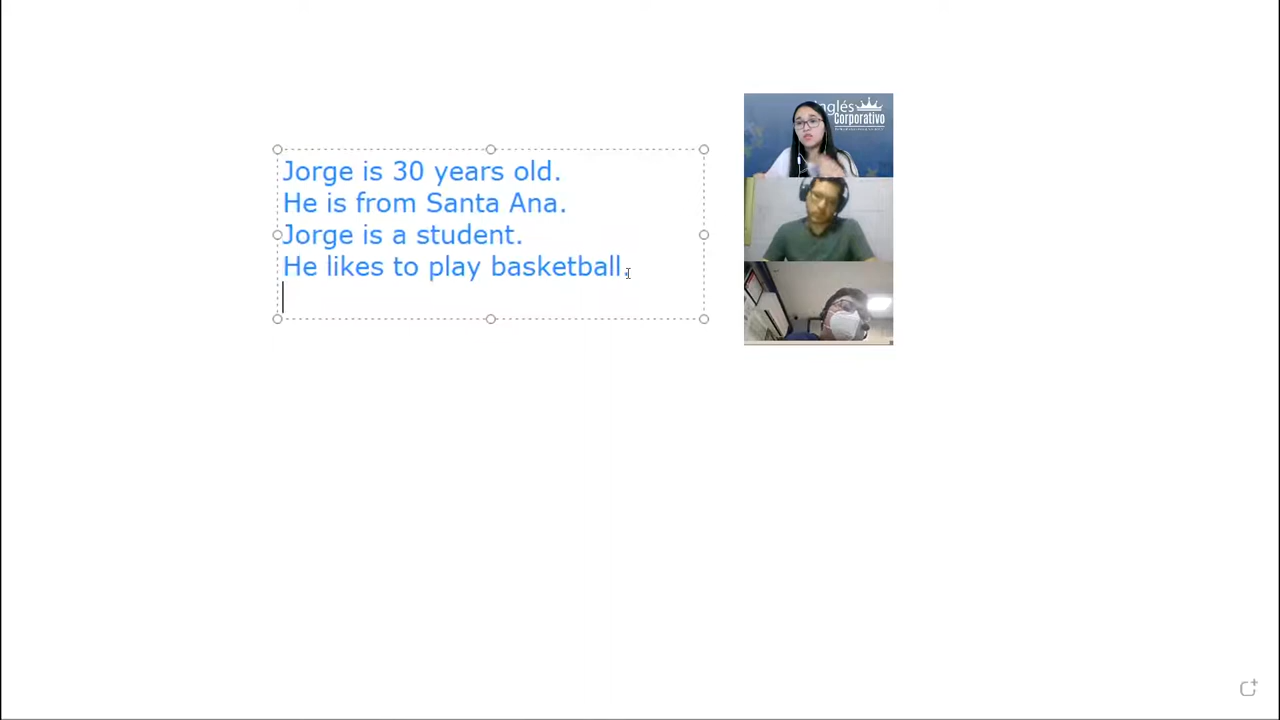 Jorge is 30 years old.
He is from Santa Ana.
Jorge is a student.
He likes to play basketball.
Inglés
Corporativo